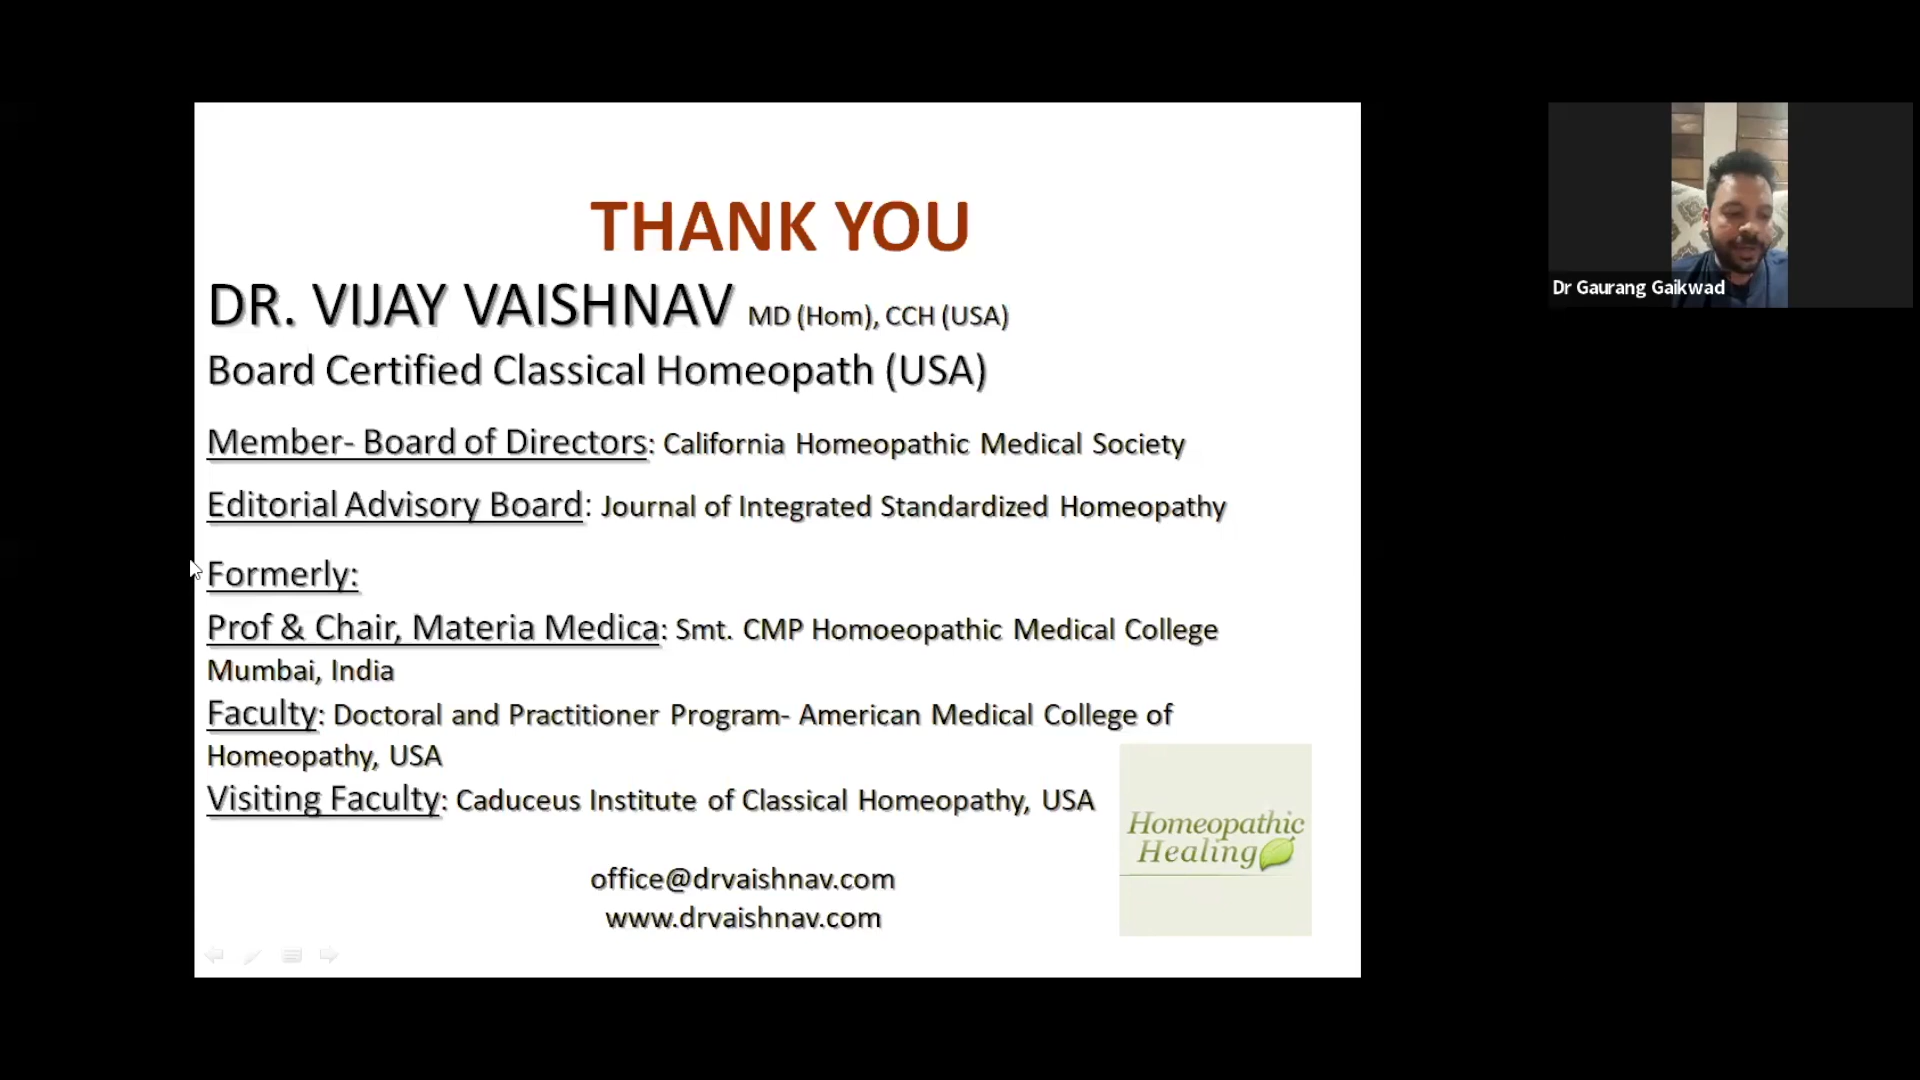 THANK YOU
DR. VIJAY VAISHNAV MD (Hom), CCH (USA)
Board Certified Classical Homeopath (USA)
Member- Board of Directors: California Homeopathic Medical Society
Editorial Advisory Board: Journal of Integrated Standardized Homeopathy
Formerly:
Prof & Chair, Materia Medica: Smt. CMP Homoeopathic Medical College
Mumbai, India
Faculty: Doctoral and Practitioner Program- American Medical College of
Homeopathy, USA
Visiting Faculty: Caduceus Institute of Classical Homeopathy, USA
office@drvaishnav.com
www.drvaishnav.com
Homeopathic
Healing
Dr Gaurang Gaikwad